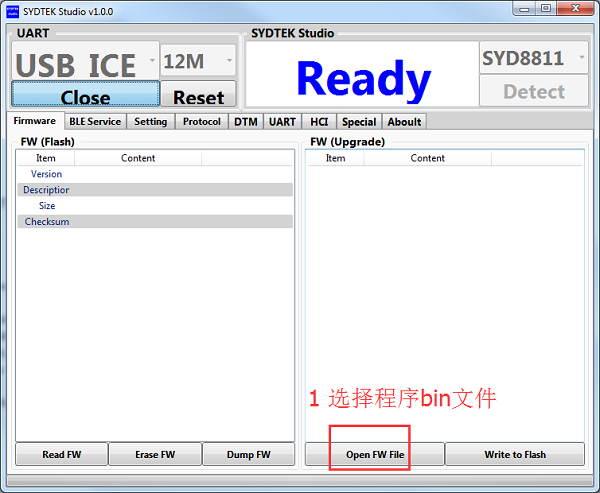 SYDTEK Studio v1.0.0
UART
USB ICE
12M
Close
Reset
SYDTEK Studio
Ready
SYD8811
Detect
Firmware BLE Service Setting Protocol DTM UART HCI Special Aboult
FW (Flash)
Item Content
Version
Descriptior
Size
Checksum
Read FW Erase FW Dump FW
FW (Upgrade)
Item Content
1 选择程序bin文件
Open FW File Write to Flash